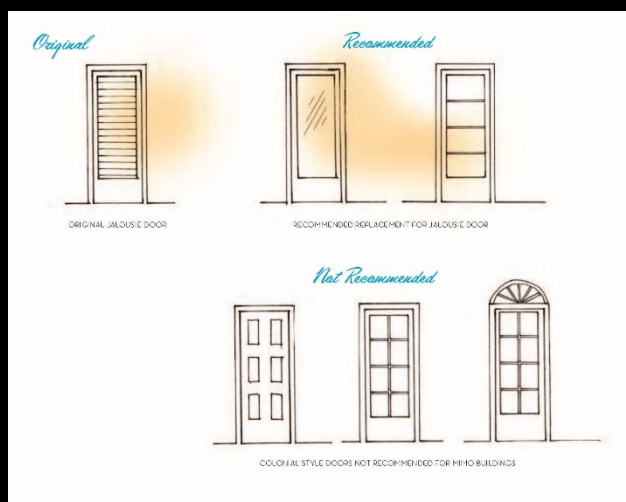 Original
Recommended
ORIGINAL JALOUSIE DOOR
RECOMMENDED REPLACEMENT FOR JALOUSIE DOOR
Not Recommended
COLONIAL STYLE DOORS NOT RECOMMENDED FOR MIMO BUILDINGS